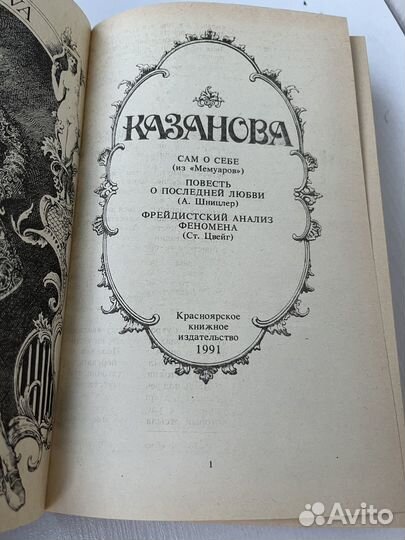 КАЗАНОВА
САМ О СЕБЕ
(из «Мемуаров»)
ПОВЕСТЬ
О ПОСЛЕДНЕЙ ЛЮБВИ
(А. Шницлер)
ФРЕЙДИСТСКИЙ АНАЛИЗ
ФЕНОМЕНА
(Ст. Цвейг)
Красноярское
книжное
издательство
1991
1
Avito